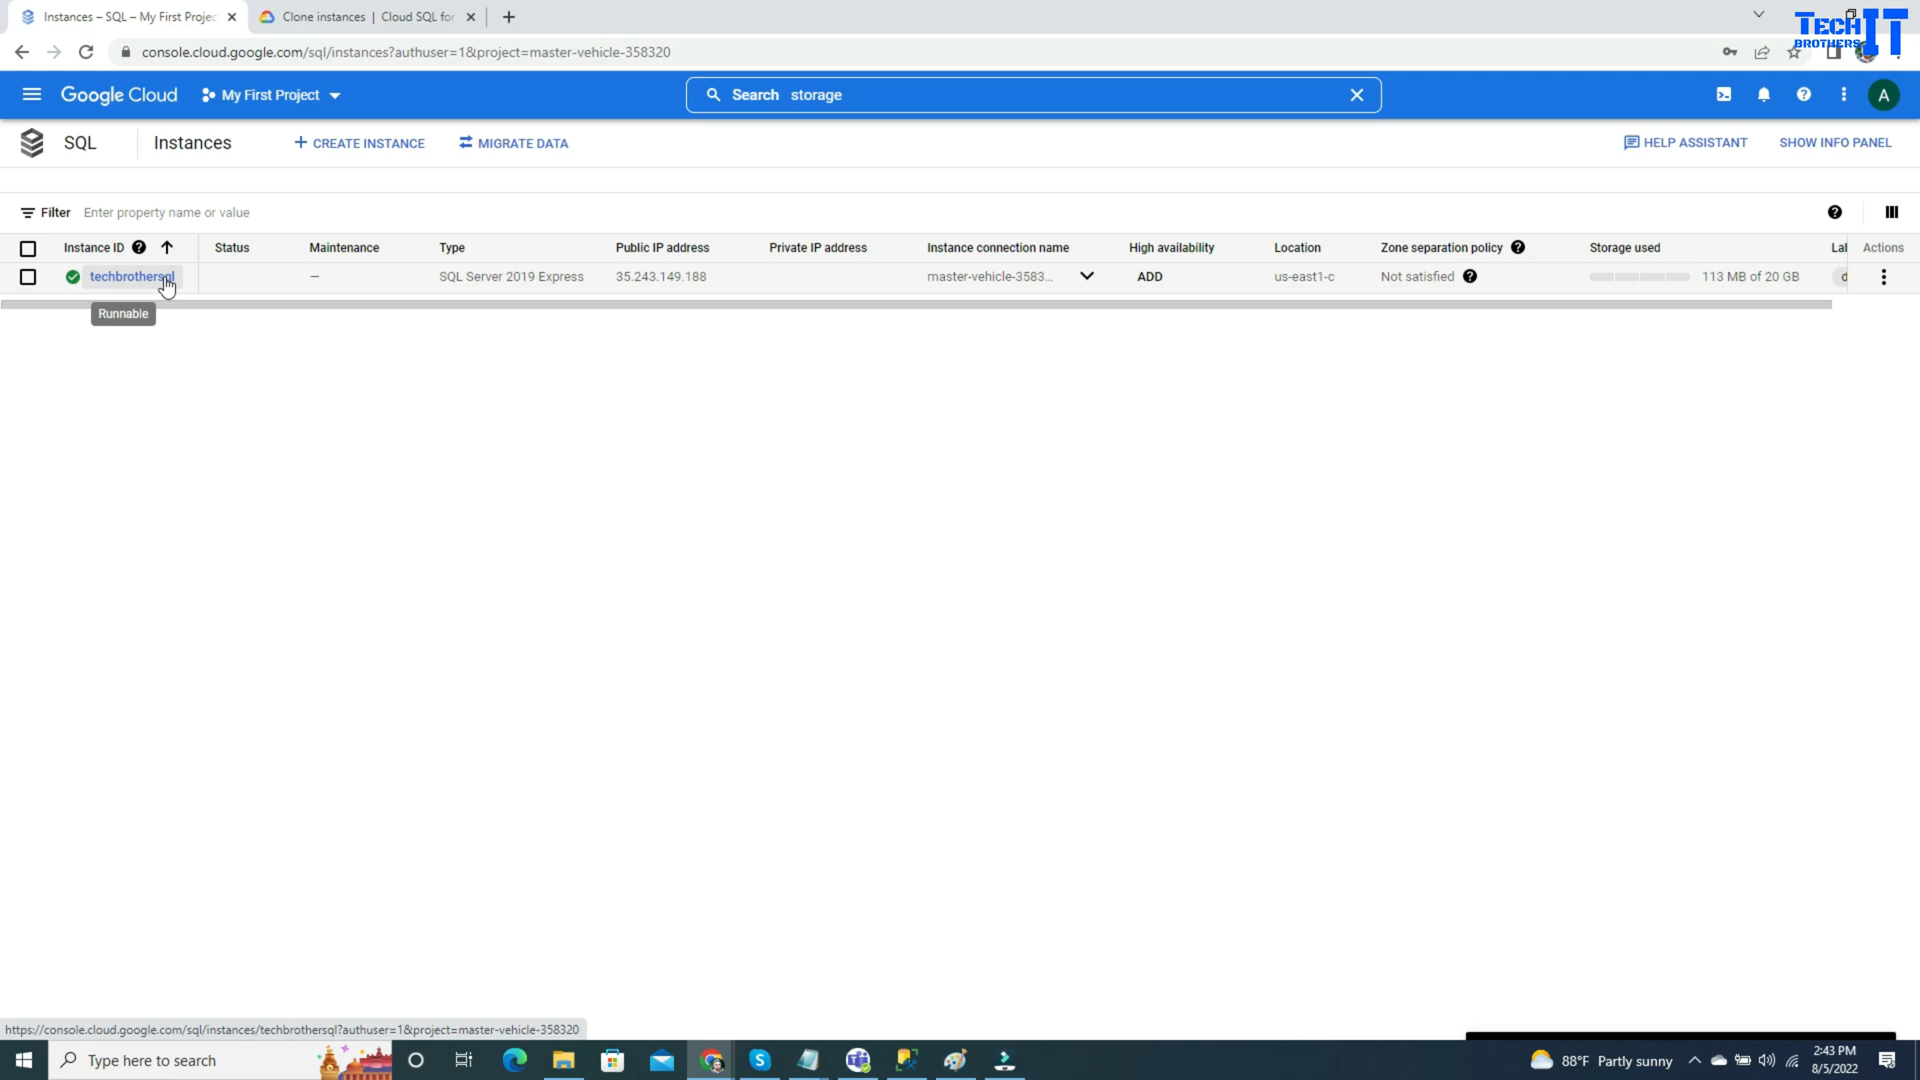 Instances – SQL – My First Projec
Clone instances | Cloud SQL for
console.cloud.google.com/sql/instances?authuser=1&project=master-vehicle-358320
TECH IT
BROTHERS
Google Cloud
My First Project
Search storage
A
SQL
Instances
CREATE INSTANCE
MIGRATE DATA
HELP ASSISTANT
SHOW INFO PANEL
Filter
Enter property name or value
Instance ID
Status
Maintenance
Type
Public IP address
Private IP address
Instance connection name
High availability
Location
Zone separation policy
Storage used
Lal
Actions
techbrothersql
–
SQL Server 2019 Express
35.243.149.188
master-vehicle-3583...
ADD
us-east1-c
Not satisfied
113 MB of 20 GB
d
Runnable
https://console.cloud.google.com/sql/instances/techbrothersql?authuser=1&project=master-vehicle-358320
Type here to search
88°F Partly sunny
2:43 PM
8/5/2022